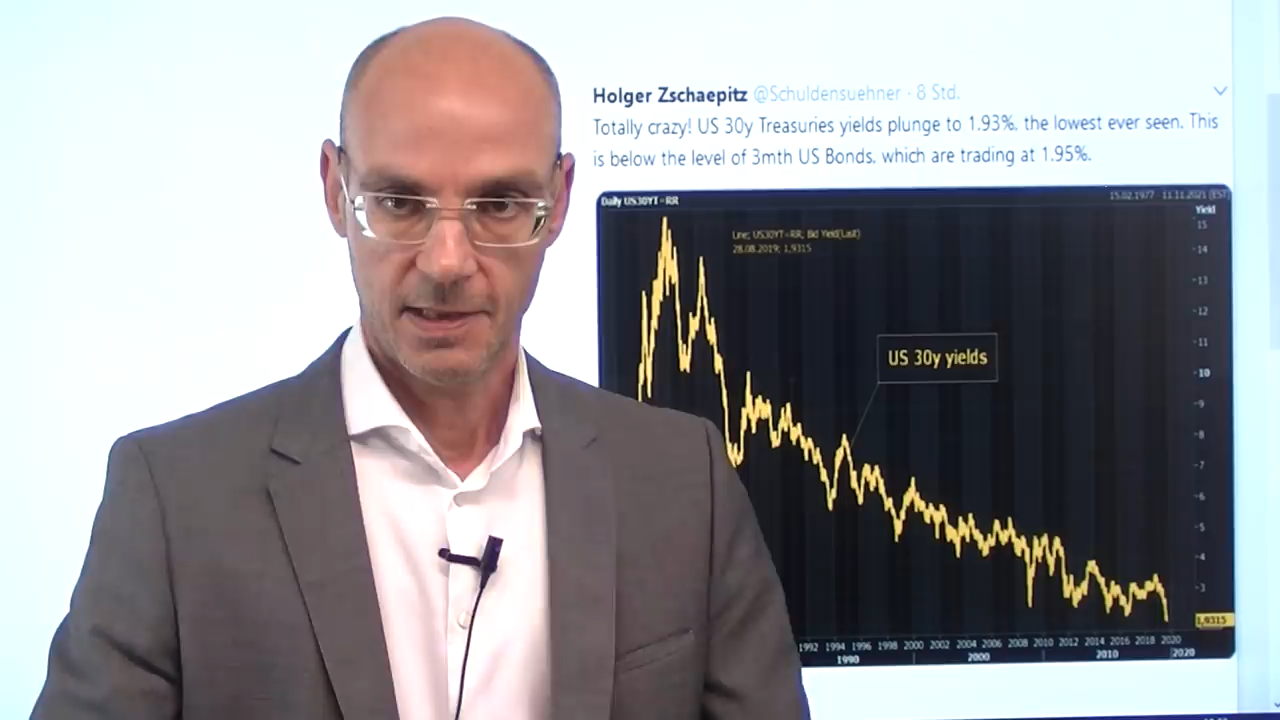 Holger Zschaepitz @Schuldensuehner · 8 Std.
Totally crazy! US 30y Treasuries yields plunge to 1.93%, the lowest ever seen. This
is below the level of 3mth US Bonds, which are trading at 1.95%.
Daily US30YT=RR
15.02.1977 - 11.11.2021 (EST)
Yield
Line; US30YT=RR; Bid Yield(Last)
28.08.2019; 1,9315
15
14
13
12
11
US 30y yields
10
9
8
7
6
5
4
3
1,9315
1992 1994 1996 1998 2000 2002 2004 2006 2008 2010 2012 2014 2016 2018 2020
1990 2000 2010 2020